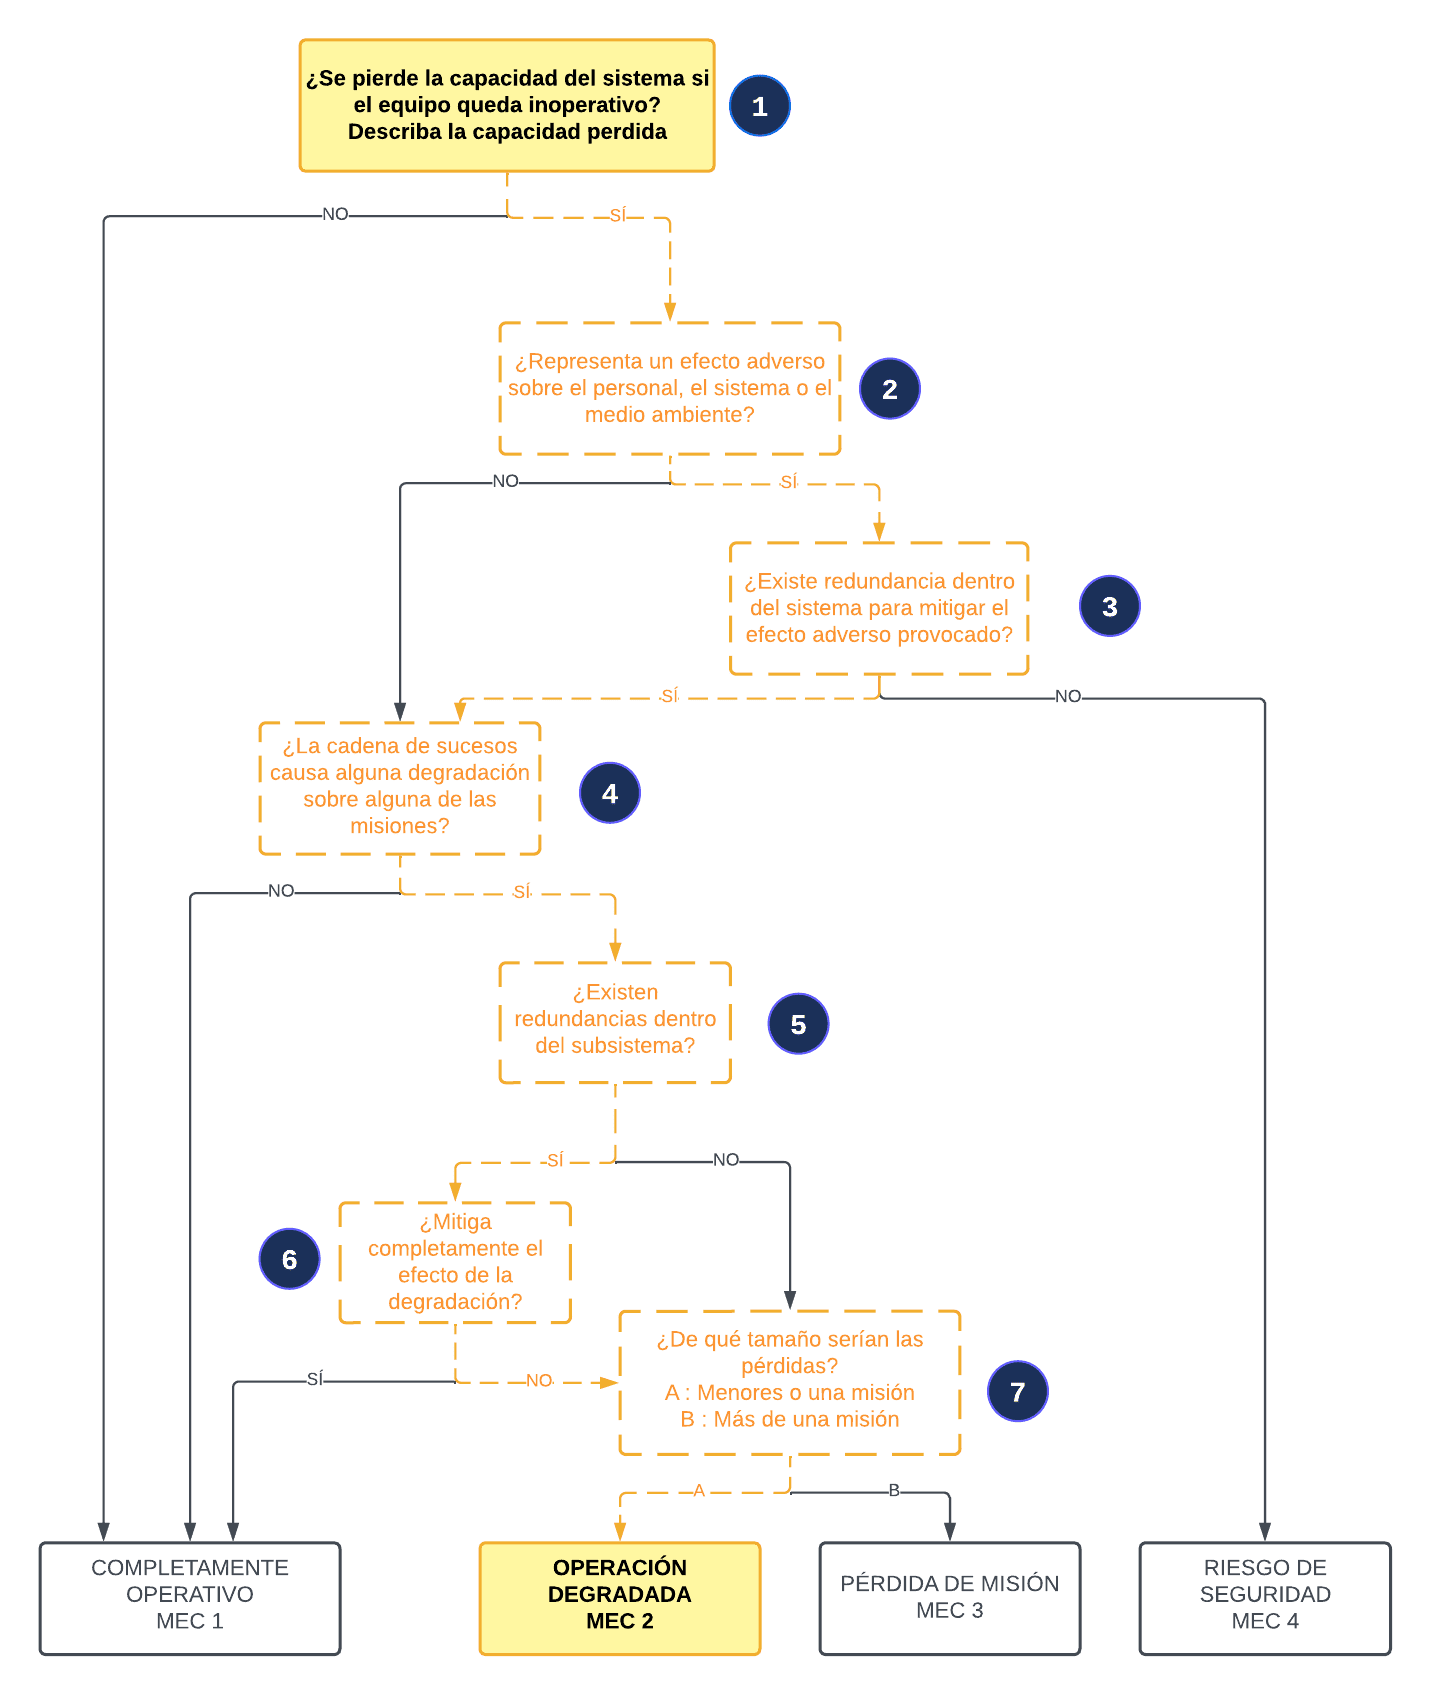 ¿Se pierde la capacidad del sistema si
el equipo queda inoperativo?
Describa la capacidad perdida
1
NO
SÍ
¿Representa un efecto adverso
sobre el personal, el sistema o el
medio ambiente?
2
NO
SÍ
¿Existe redundancia dentro
del sistema para mitigar el
efecto adverso provocado?
3
SÍ
NO
¿La cadena de sucesos
causa alguna degradación
sobre alguna de las
misiones?
4
NO
SÍ
¿Existen
redundancias dentro
del subsistema?
5
SÍ
NO
¿Mitiga
completamente el
efecto de la
degradación?
6
SÍ
NO
¿De qué tamaño serían las
pérdidas?
A : Menores o una misión
B : Más de una misión
7
A
B
COMPLETAMENTE
OPERATIVO
MEC 1
OPERACIÓN
DEGRADADA
MEC 2
PÉRDIDA DE MISIÓN
MEC 3
RIESGO DE
SEGURIDAD
MEC 4